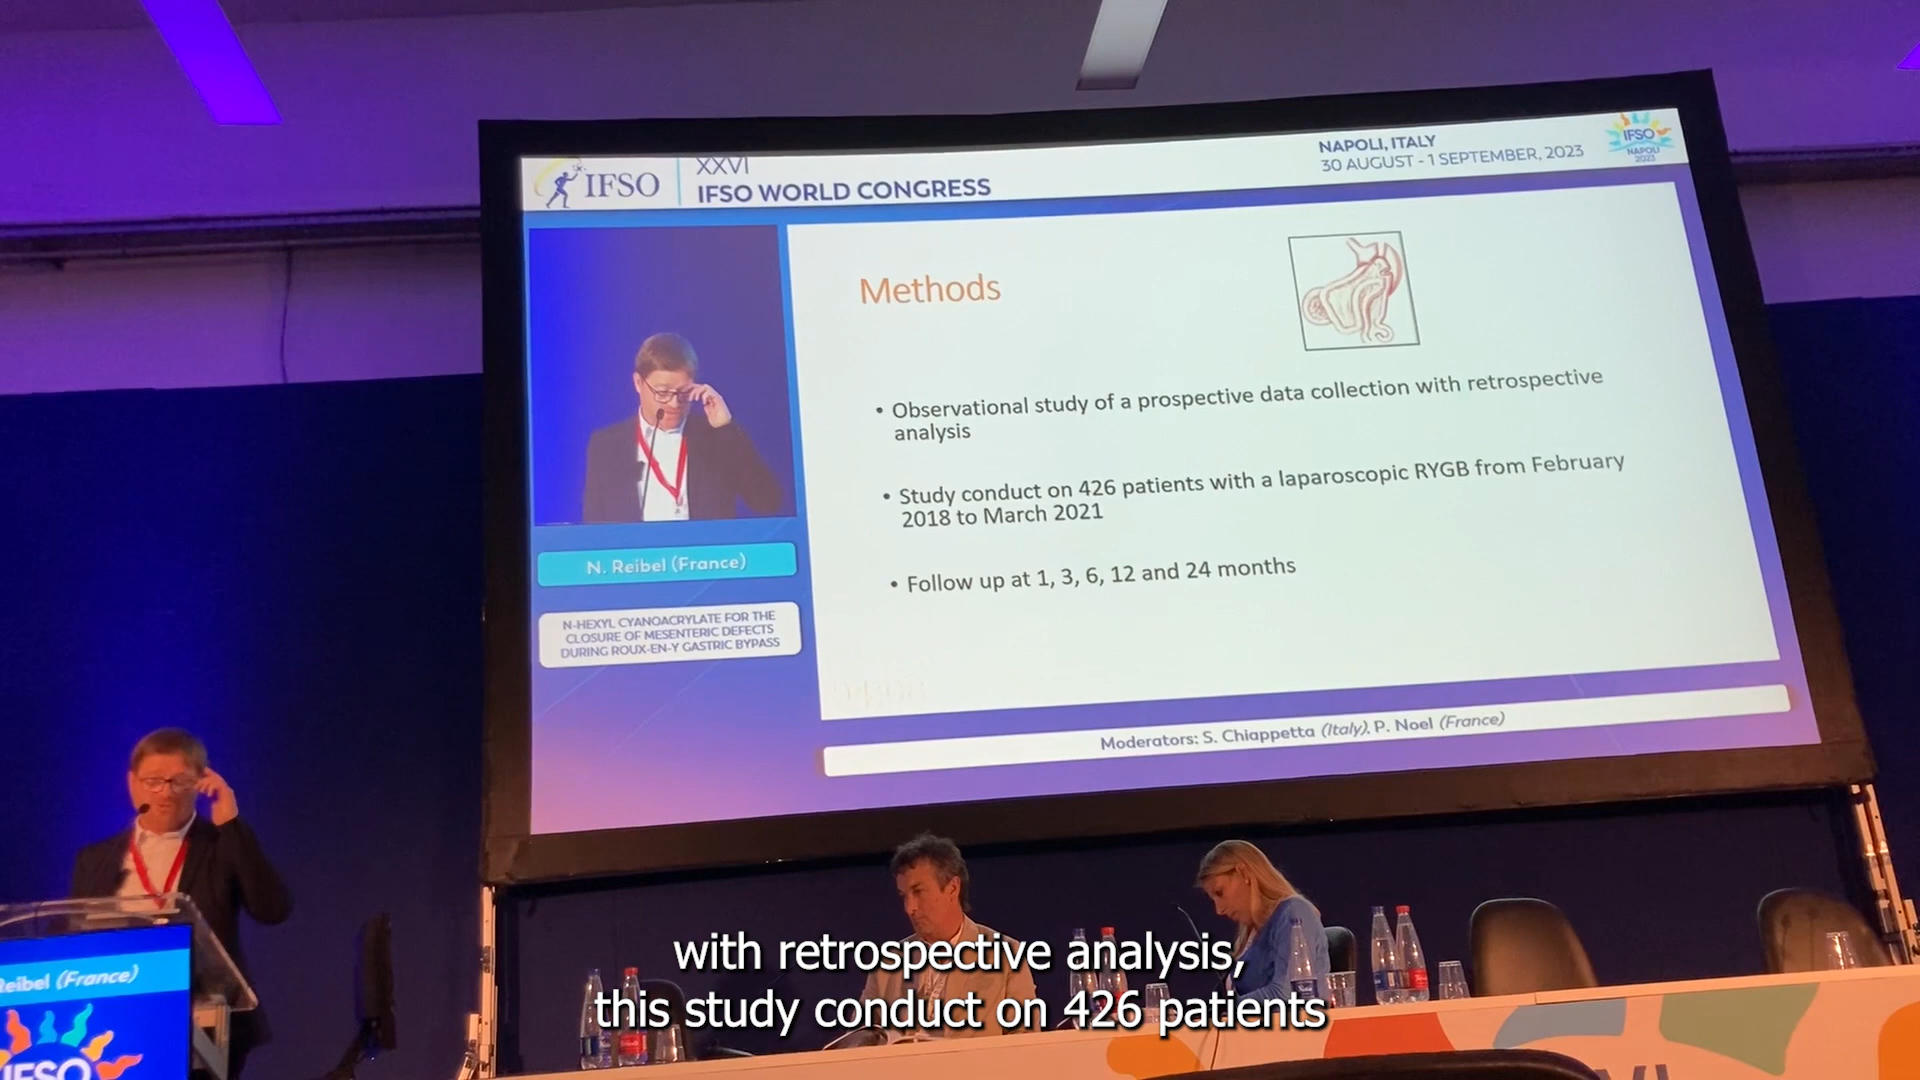 IFSO
XXVI
IFSO WORLD CONGRESS
NAPOLI, ITALY
30 AUGUST - 1 SEPTEMBER, 2023
IFSO
NAPOLI
2023
Methods
• Observational study of a prospective data collection with retrospective
analysis
• Study conduct on 426 patients with a laparoscopic RYGB from February
2018 to March 2021
• Follow up at 1, 3, 6, 12 and 24 months
N. Reibel (France)
N-HEXYL CYANOACRYLATE FOR THE
CLOSURE OF MESENTERIC DEFECTS
DURING ROUX-EN-Y GASTRIC BYPASS
Moderators: S. Chiappetta (Italy), P. Noel (France)
Reibel (France)
IFSO
with retrospective analysis,
this study conduct on 426 patients